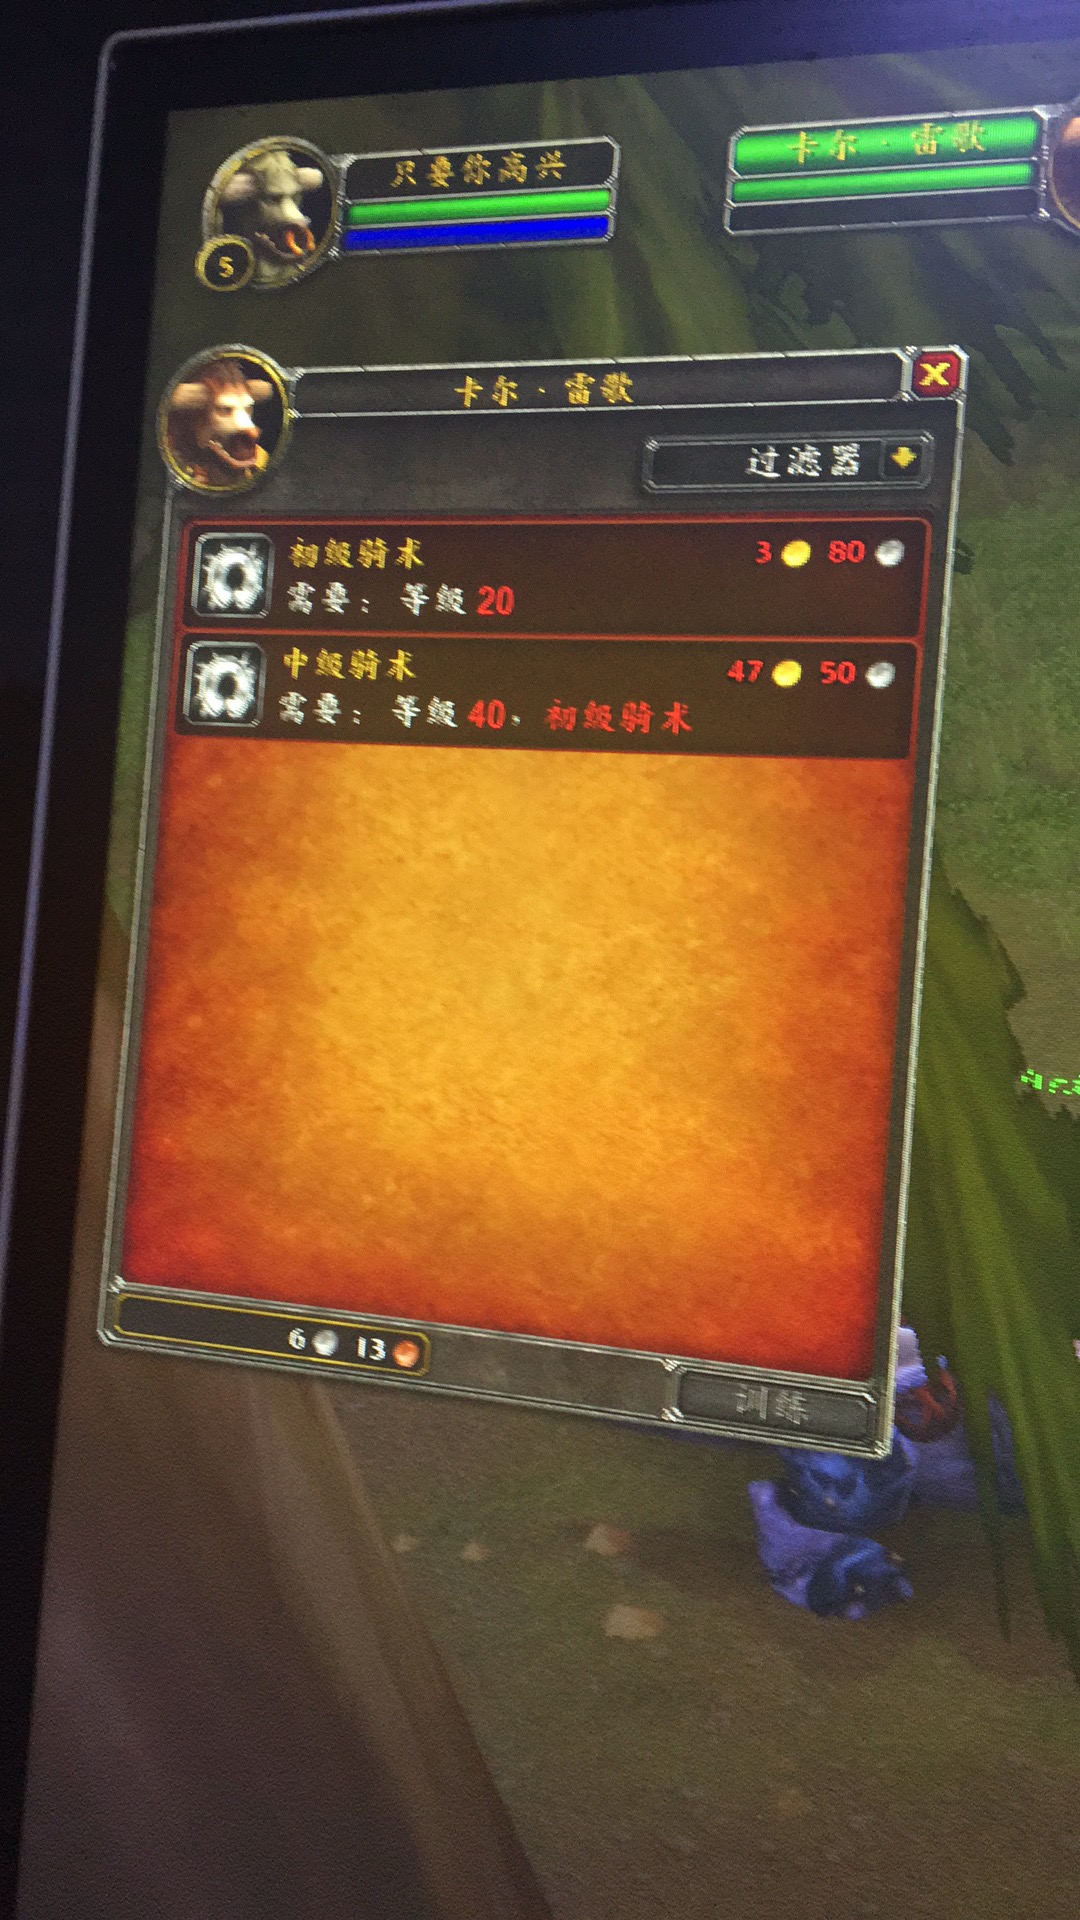 只要你高兴
卡尔·雷歌
5
卡尔·雷歌
X
过滤器
初级骑术 3 80
需要：等级 20
中级骑术 47 50
需要：等级 40，初级骑术
6 13
训练